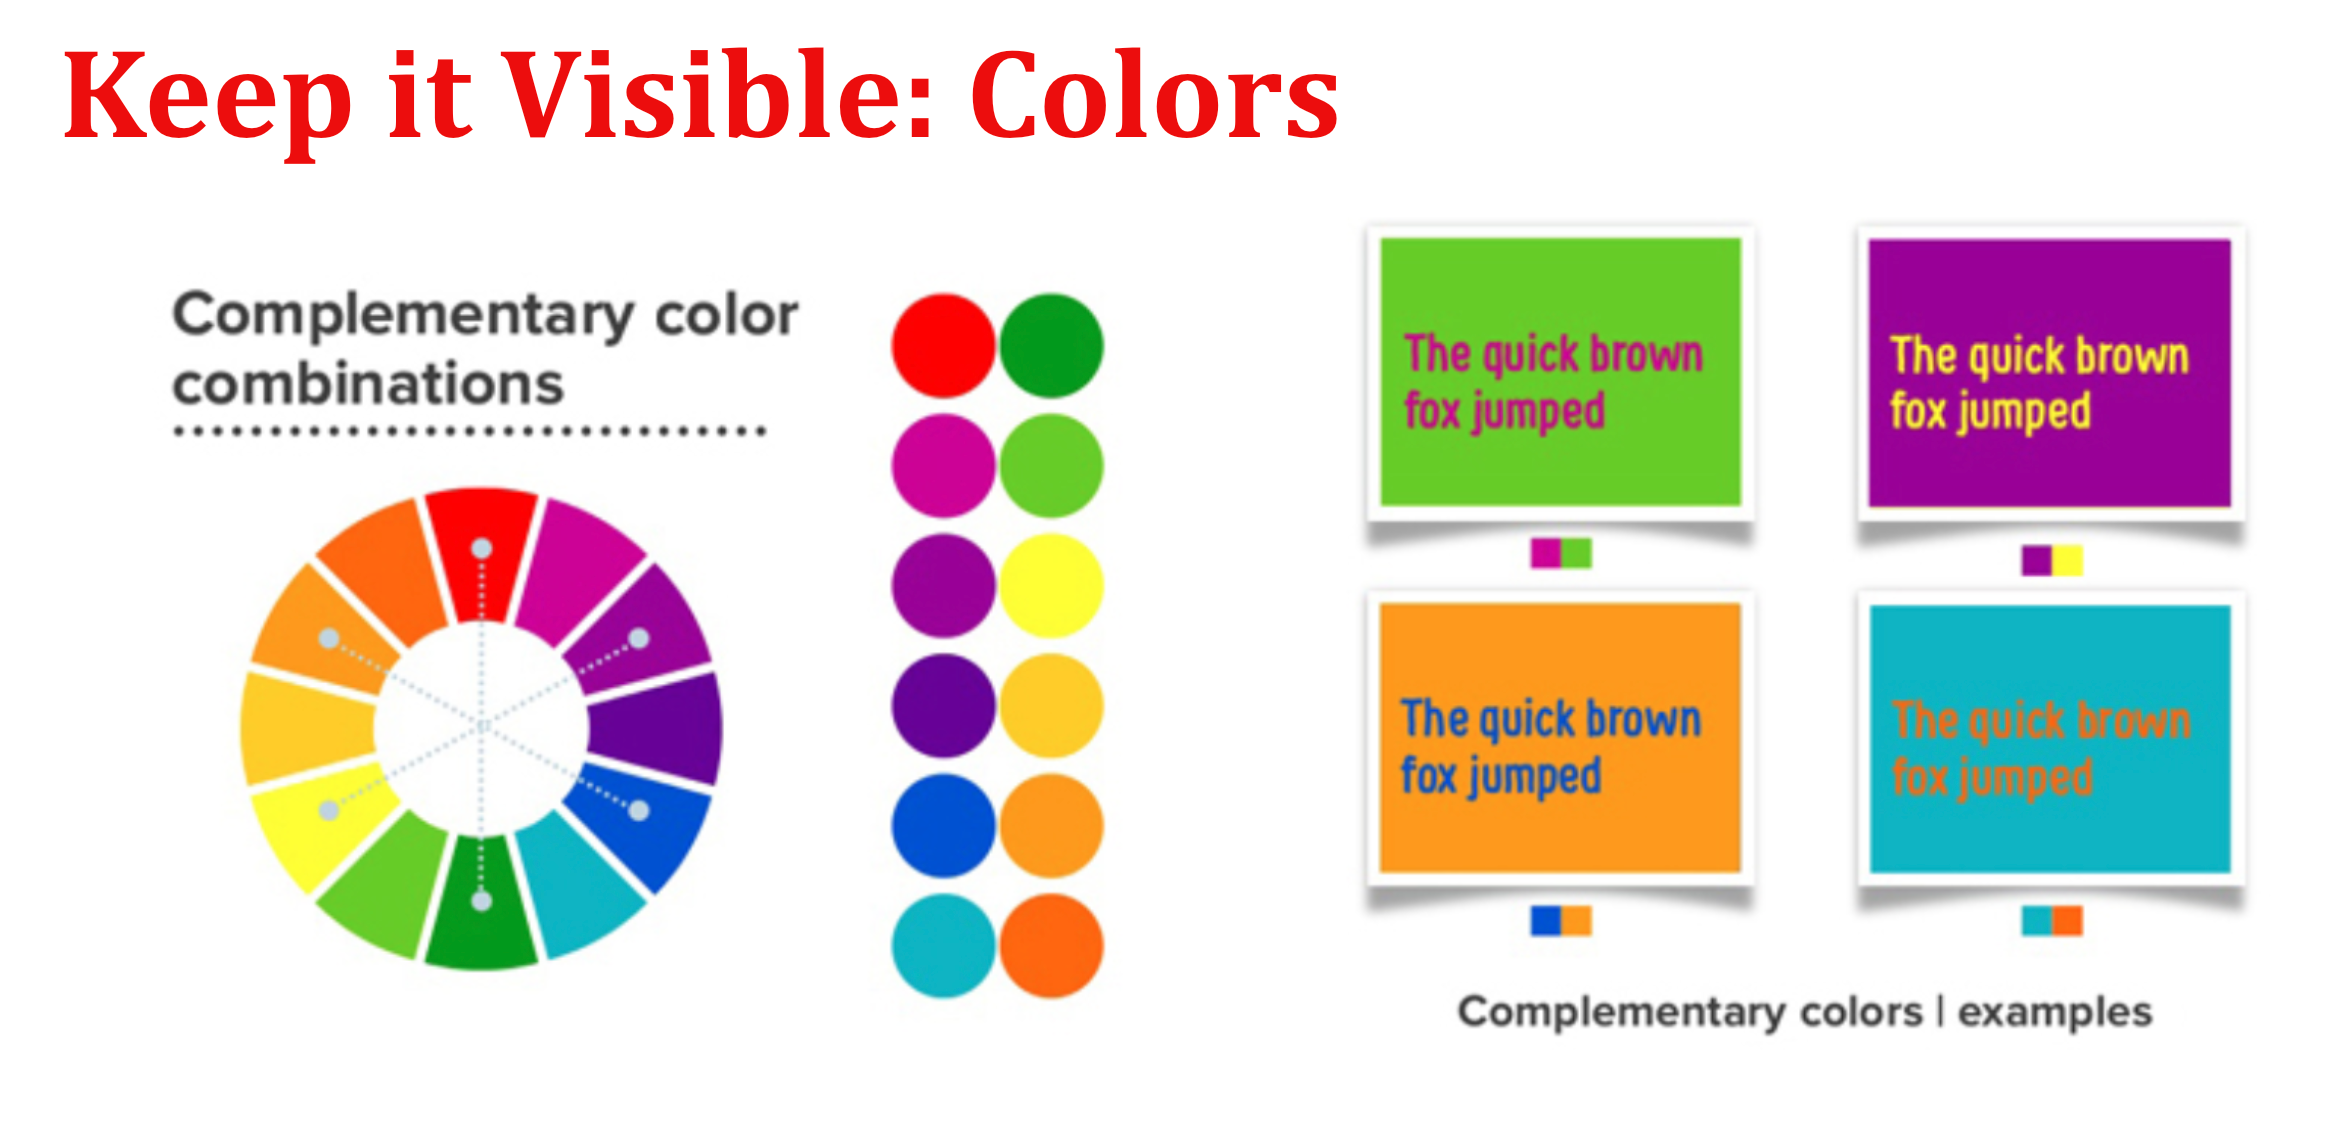 Keep it Visible: Colors
Complementary color
combinations
The quick brown
fox jumped
The quick brown
fox jumped
The quick brown
fox jumped
The quick brown
fox jumped
Complementary colors | examples